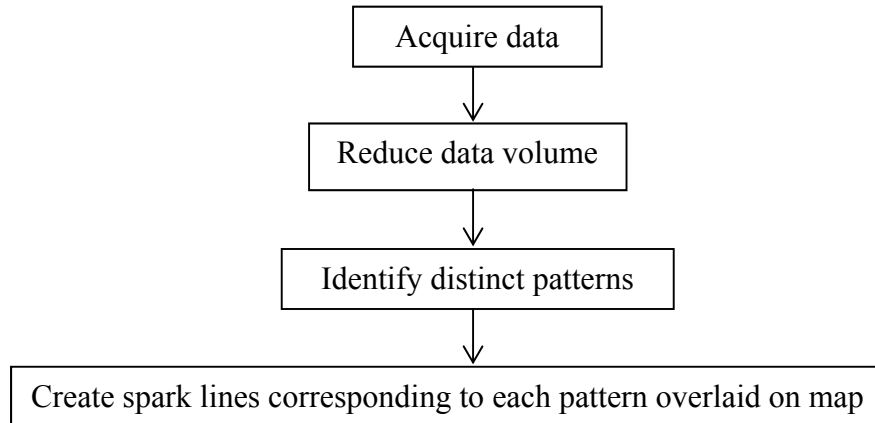 Acquire data
Reduce data volume
Identify distinct patterns
Create spark lines corresponding to each pattern overlaid on map